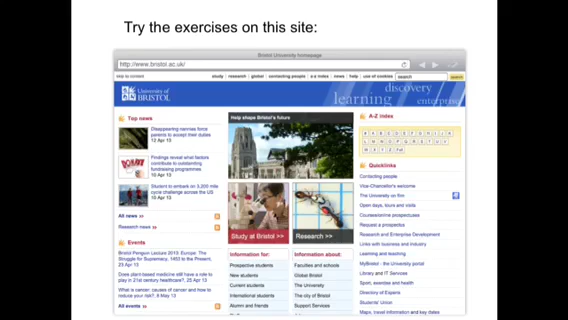 Try the exercises on this site:
Bristol University homepage
http://www.bristol.ac.uk/
skip to content
study | research | global | contacting people | a-z index | news | help | use of cookies
search
search
University of
BRISTOL
learning
discovery
enterprise
Top news
Disappearing nannies force
parents to accept their duties
12 Apr 13
Findings reveal what factors
contribute to outstanding
fundraising programmes
12 Apr 13
Student to embark on 5,200 mile
cycle challenge across the US
10 Apr 13
All news >>
Research news >>
Events
Bristol Penguin Lecture 2013: Europe: The
Struggle for Supremacy, 1453 to the Present.
23 Apr 13
Does plant-based medicine still have a role to
play in 21st century healthcare? 25 Apr 13
What is cancer: causes of cancer and how to
reduce your risk? 8 May 13
All events >>
Help shape Bristol's future
Study at Bristol >>
Research >>
Information for:
Prospective students
New students
Current students
International students
Alumni and friends
Information about:
Faculties and schools
Global Bristol
The University
The city of Bristol
Support Services
A-Z index
Quicklinks
Contacting people
Vice-Chancellor's welcome
The University on film
Open days, tours and visits
Courses/online prospectuses
Request a prospectus
Research and Enterprise Development
Links with business and industry
Learning and teaching
MyBristol - the University portal
Library and IT Services
Sport, exercise and health
Directory of Experts
Students' Union
Maps, travel information and key dates